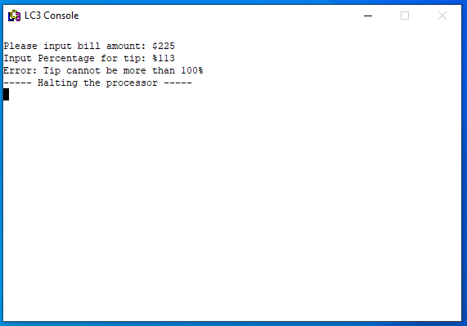 LC3 Console
Please input bill amount: $225
Input Percentage for tip: %113
Error: Tip cannot be more than 100%
----- Halting the processor -----